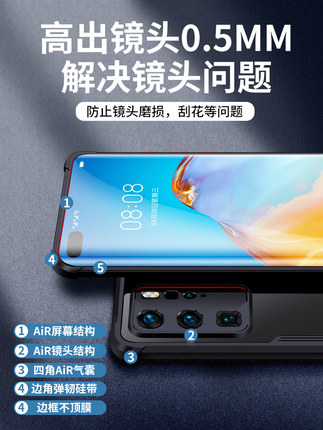 高出镜头0.5MM
解决镜头问题
防止镜头磨损，刮花等问题
08:08
1
4
5
2
3
1 AiR屏幕结构
2 AiR镜头结构
3 四角AiR气囊
4 边角弹韧硅带
4 边框不顶膜